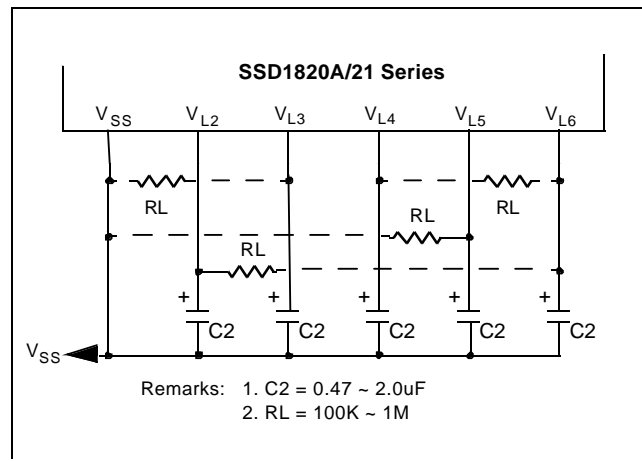 SSD1820A/21 Series
VSS VL2 VL3 VL4 VL5 VL6
RL RL
RL
RL
+ + + + +
C2 C2 C2 C2 C2
VSS
Remarks: 1. C2 = 0.47 ~ 2.0uF
2. RL = 100K ~ 1M